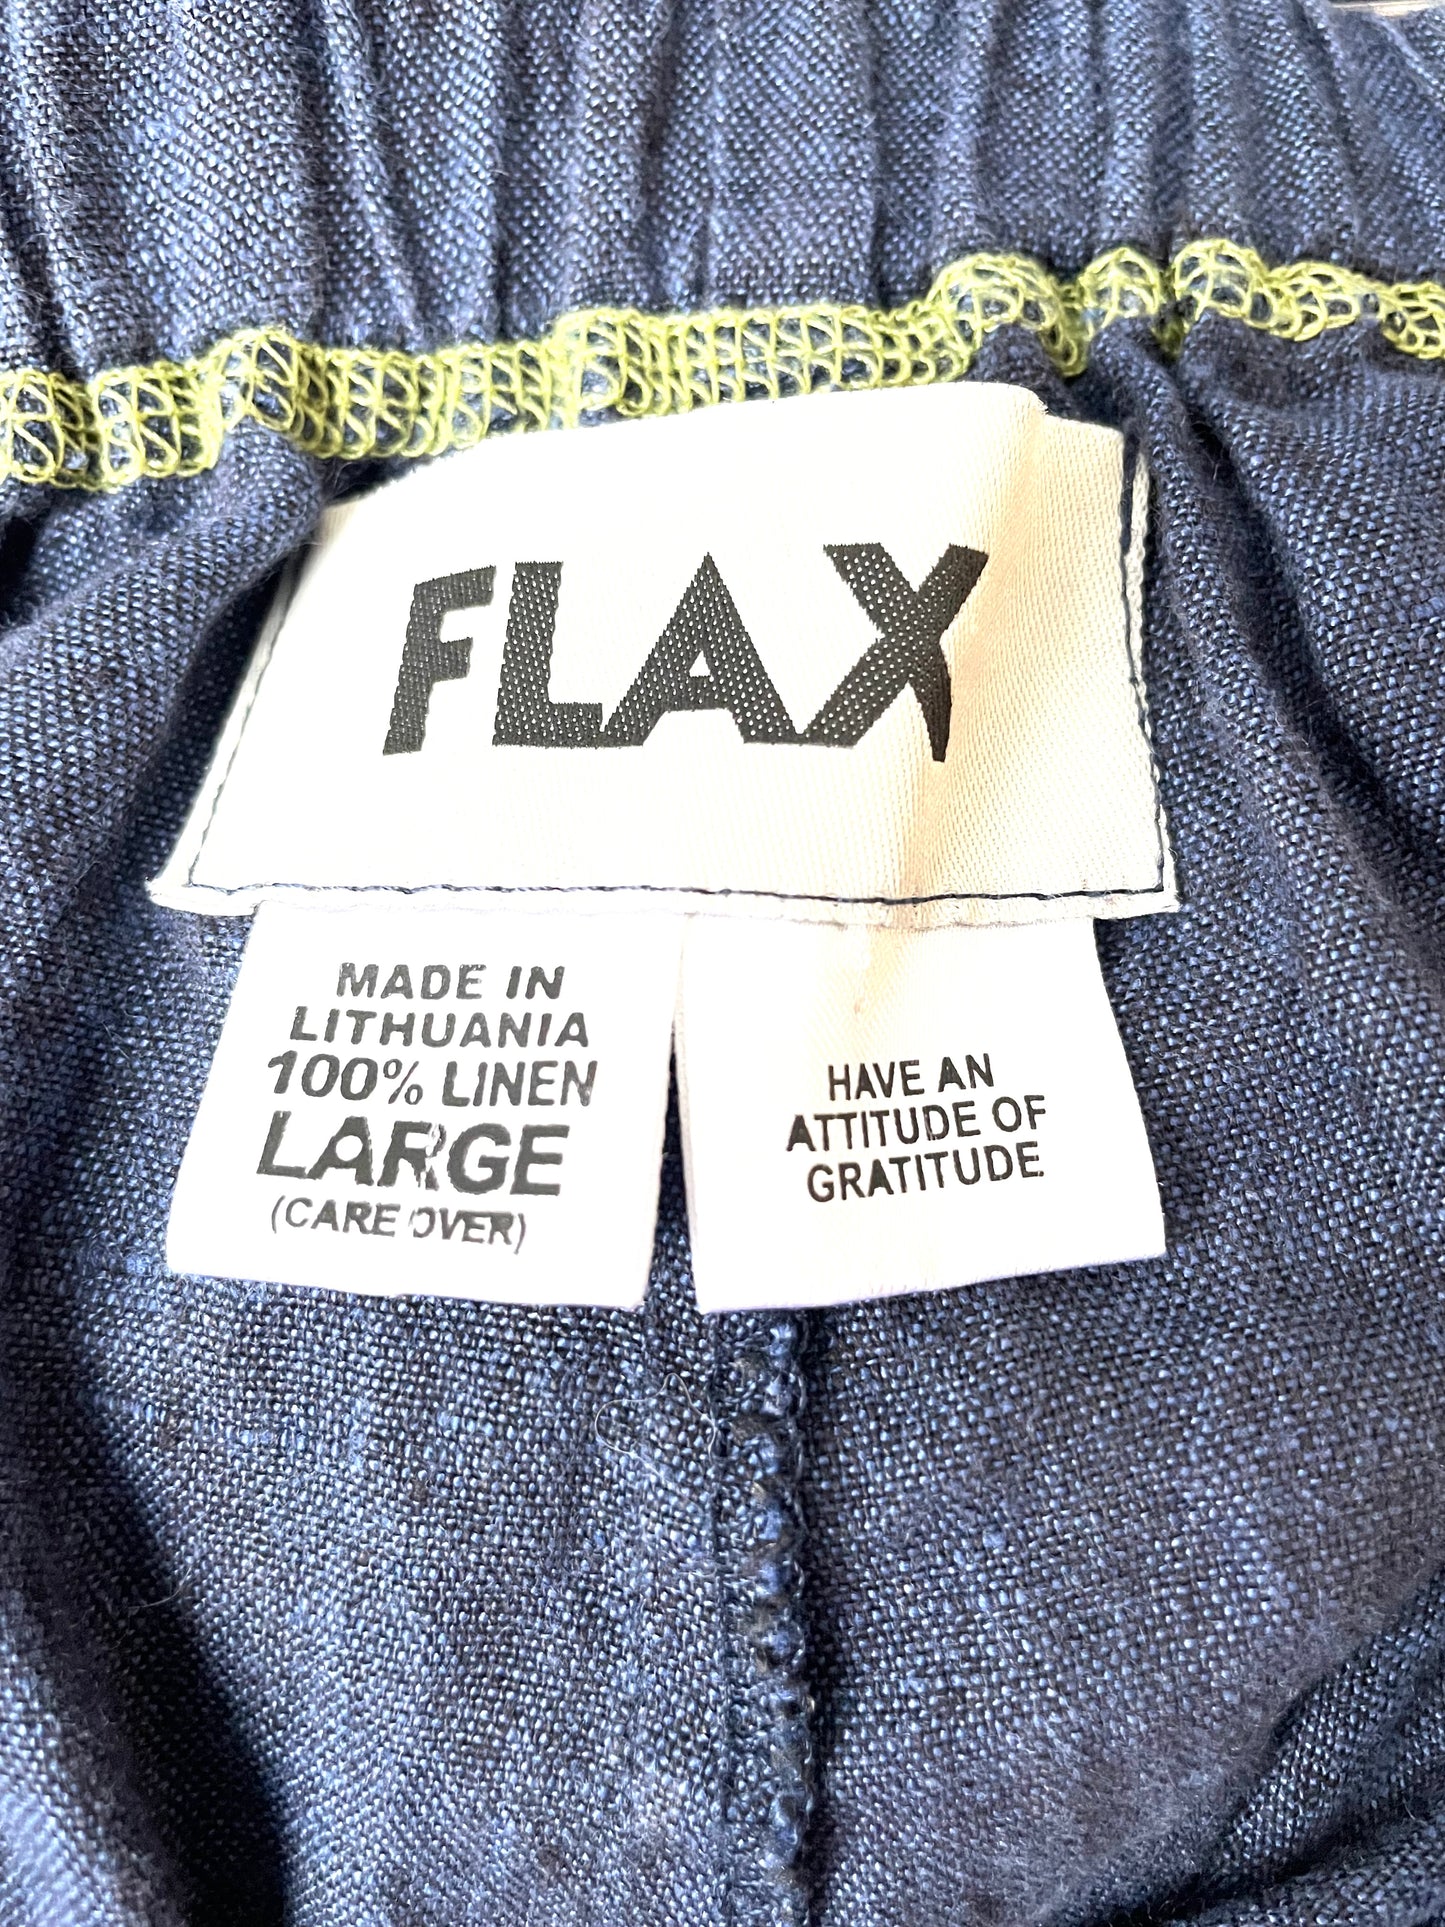 FLAX
MADE IN
LITHUANIA
100% LINEN
LARGE
(CARE OVER)
HAVE AN
ATTITUDE OF
GRATITUDE